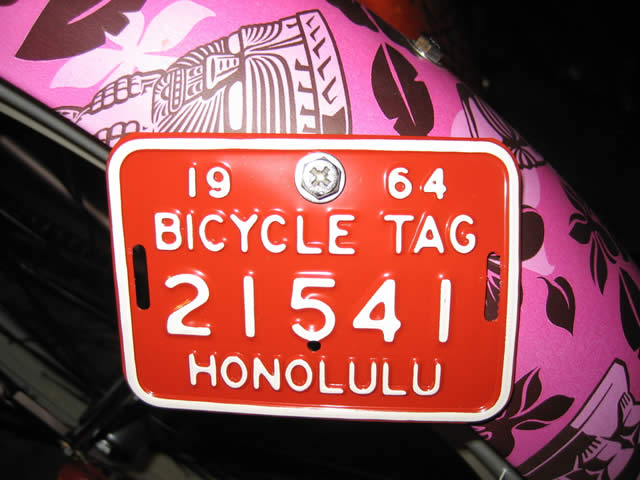 19 64
BICYCLE TAG
21541
HONOLULU